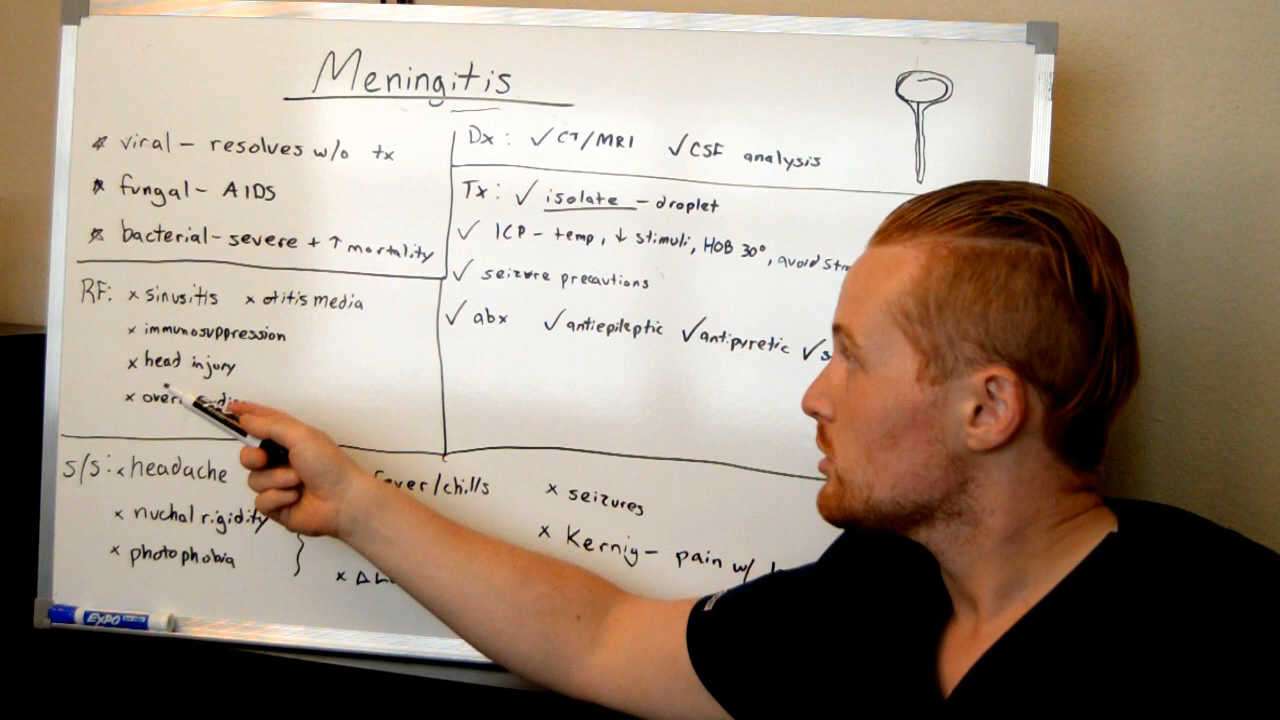 Meningitis
* viral - resolves w/o tx
* fungal - AIDS
* bacterial - severe + ↑ mortality
RF: x sinusitis x otitis media
x immunosuppression
x head injury
x
S/S: x headache
x nuchal rigidity
x photophobia
fever/chills
x Δ
x seizures
x Kernig - pain w/
Dx: ✓ CT/MRI ✓ CSF analysis
Tx: ✓ isolate - droplet
✓ ICP - temp, ↓ stimuli, HOB 30°, avoid
✓ seizure precautions
✓ abx ✓ antiepileptic ✓ antipyretic ✓
EXPO